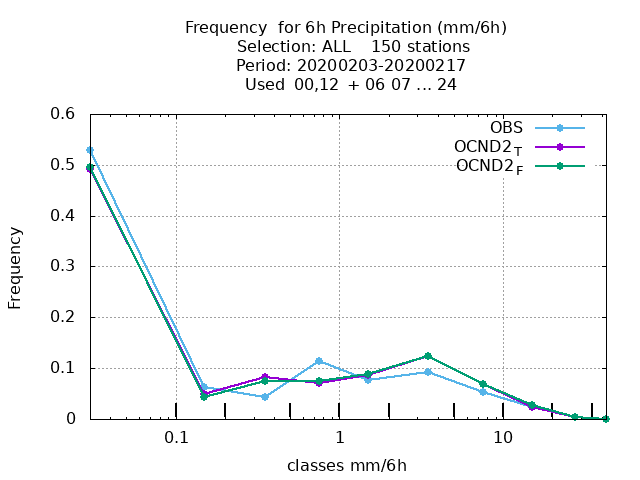 Frequency  for 6h Precipitation (mm/6h)
Selection: ALL    150 stations
Period: 20200203-20200217
Used  00,12  + 06 07 ... 24
OBS
OCND2T
OCND2F
0.6
0.5
0.4
0.3
0.2
0.1
0
Frequency
0.1 1 10
classes mm/6h